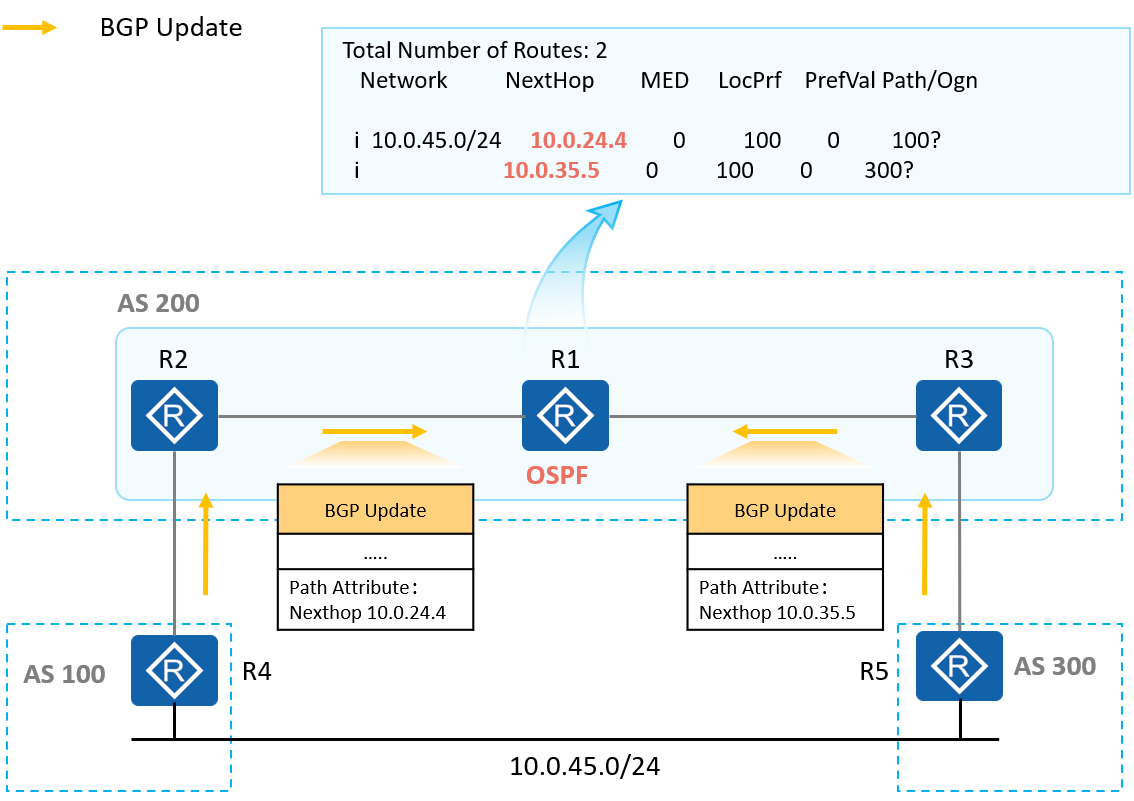 BGP Update
Total Number of Routes: 2
Network NextHop MED LocPrf PrefVal Path/Ogn
i 10.0.45.0/24 10.0.24.4 0 100 0 100?
i 10.0.35.5 0 100 0 300?
AS 200
R2 R1 R3
OSPF
BGP Update
.....
Path Attribute：
Nexthop 10.0.24.4
BGP Update
.....
Path Attribute：
Nexthop 10.0.35.5
AS 100
R4
R5
AS 300
10.0.45.0/24
R
R
R
R
R